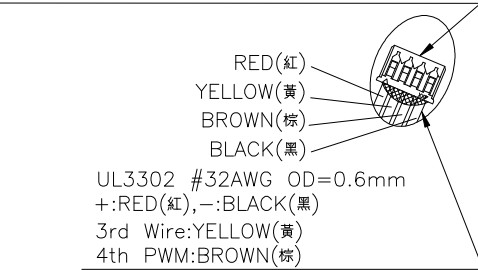 RED(紅)
YELLOW(黃)
BROWN(棕)
BLACK(黑)
UL3302 #32AWG OD=0.6mm
+:RED(紅),-:BLACK(黑)
3rd Wire:YELLOW(黃)
4th PWM:BROWN(棕)